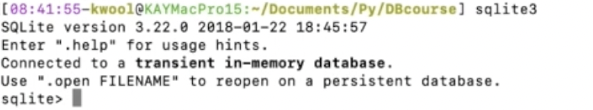 [08:41:55-kwool@KAYMacPro15:~/Documents/Py/DBcourse] sqlite3
SQLite version 3.22.0 2018-01-22 18:45:57
Enter ".help" for usage hints.
Connected to a transient in-memory database.
Use ".open FILENAME" to reopen on a persistent database.
sqlite>